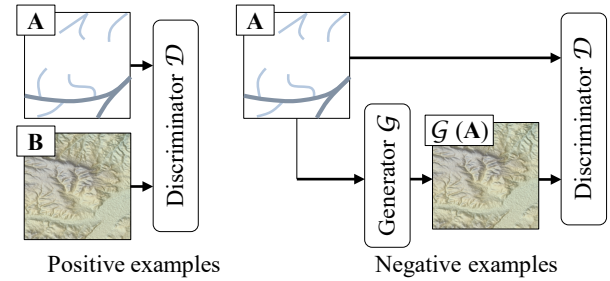 A
B
Discriminator 𝒟
Positive examples
A
Generator 𝒢
𝒢 (A)
Discriminator 𝒟
Negative examples